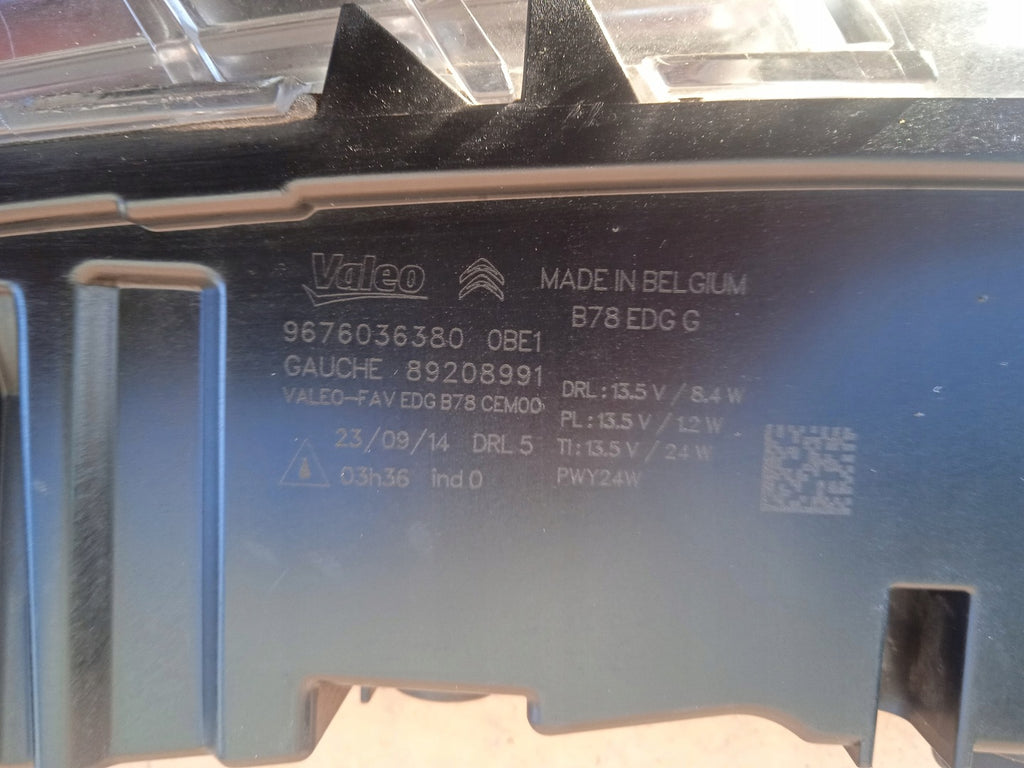 Valeo MADE IN BELGIUM
B78 EDG G
9676036380 0BE1
GAUCHE 89208991
VALEO-FAV EDG B78 CEM00
DRL : 13.5 V / 8.4 W
PL : 13.5 V / 1.2 W
23/09/14 DRL 5
TI : 13.5 V / 24 W
03h36 Ind 0
PWY24W